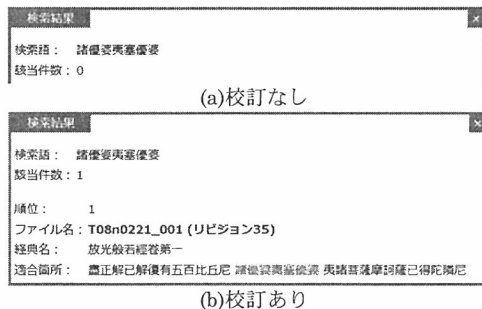 検索結果 ×
検索語： 諸優婆夷塞優婆
該当件数：0
(a)校訂なし
検索結果 ×
検索語： 諸優婆夷塞優婆
該当件数：1
順位： 1
ファイル名：T08n0221_001 (リビジョン35)
経典名： 放光般若經卷第一
適合箇所： 盡正解已解復有五百比丘尼 諸優婆夷塞優婆 夷諸菩薩摩訶薩已得陀隣尼
(b)校訂あり